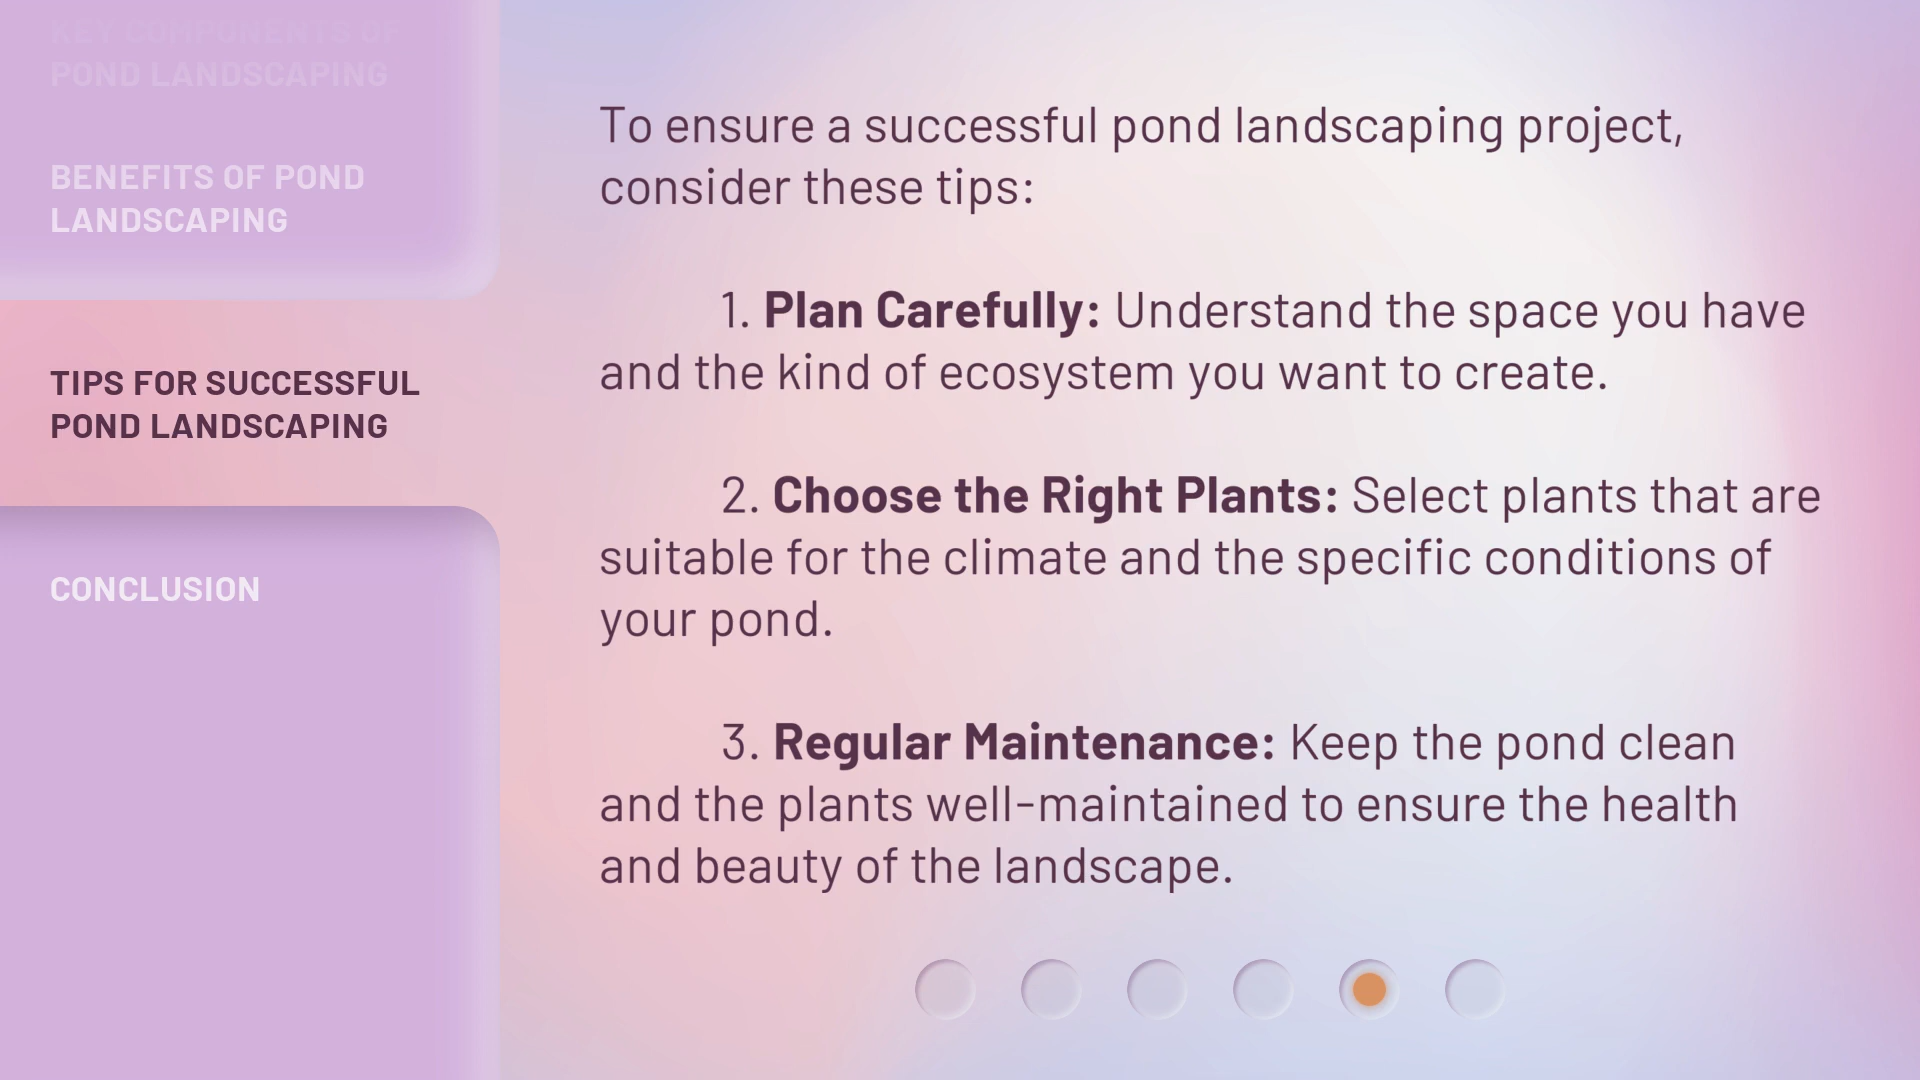 KEY COMPONENTS OF
POND LANDSCAPING
BENEFITS OF POND
LANDSCAPING
TIPS FOR SUCCESSFUL
POND LANDSCAPING
CONCLUSION
To ensure a successful pond landscaping project,
consider these tips:
1. Plan Carefully: Understand the space you have
and the kind of ecosystem you want to create.
2. Choose the Right Plants: Select plants that are
suitable for the climate and the specific conditions of
your pond.
3. Regular Maintenance: Keep the pond clean
and the plants well-maintained to ensure the health
and beauty of the landscape.